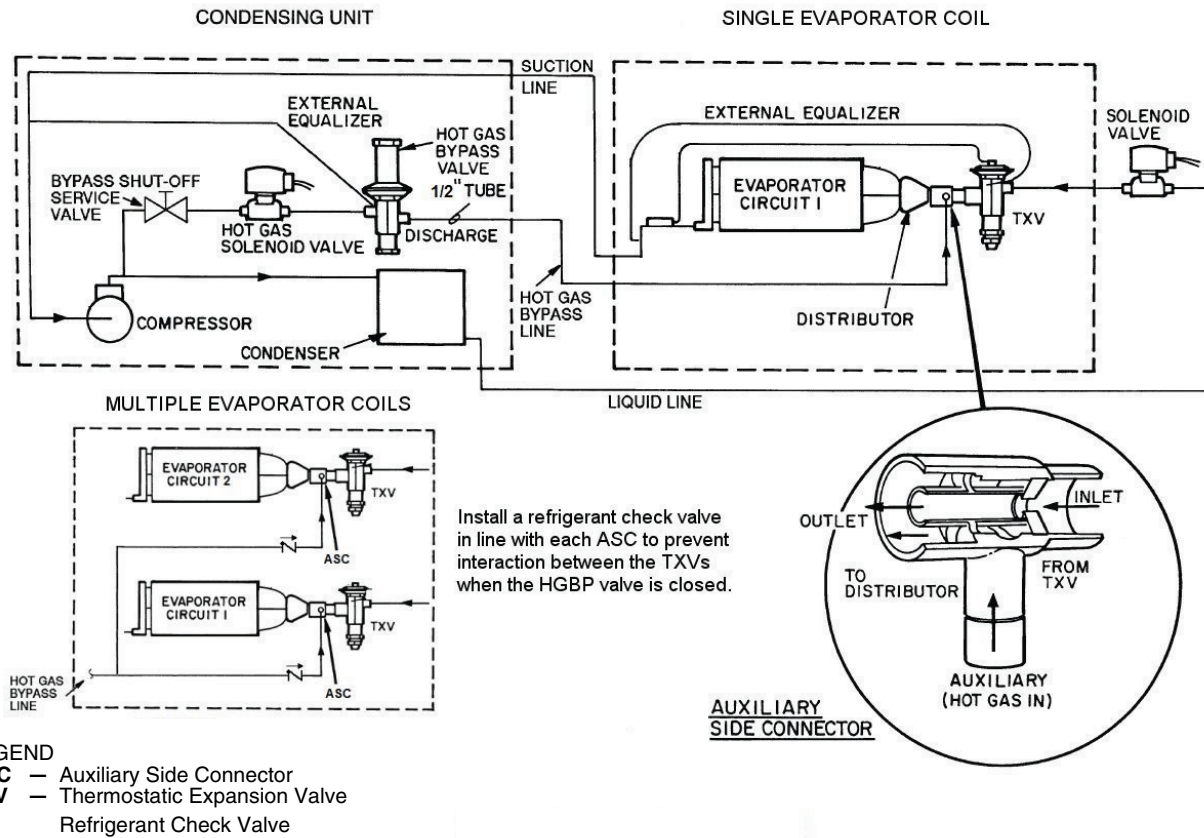 CONDENSING UNIT
SINGLE EVAPORATOR COIL
SUCTION
LINE
EXTERNAL
EQUALIZER
HOT GAS
BYPASS
VALVE
1/2" TUBE
BYPASS SHUT-OFF
SERVICE
VALVE
HOT GAS
SOLENOID VALVE
DISCHARGE
COMPRESSOR
CONDENSER
HOT GAS
BYPASS
LINE
EXTERNAL EQUALIZER
EVAPORATOR
CIRCUIT 1
TXV
SOLENOID
VALVE
DISTRIBUTOR
LIQUID LINE
MULTIPLE EVAPORATOR COILS
EVAPORATOR
CIRCUIT 2
TXV
ASC
EVAPORATOR
CIRCUIT 1
TXV
ASC
HOT GAS
BYPASS
LINE
Install a refrigerant check valve
in line with each ASC to prevent
interaction between the TXVs
when the HGBP valve is closed.
OUTLET
INLET
TO
DISTRIBUTOR
FROM
TXV
AUXILIARY
(HOT GAS IN)
AUXILIARY
SIDE CONNECTOR
GEND
C — Auxiliary Side Connector
V — Thermostatic Expansion Valve
Refrigerant Check Valve